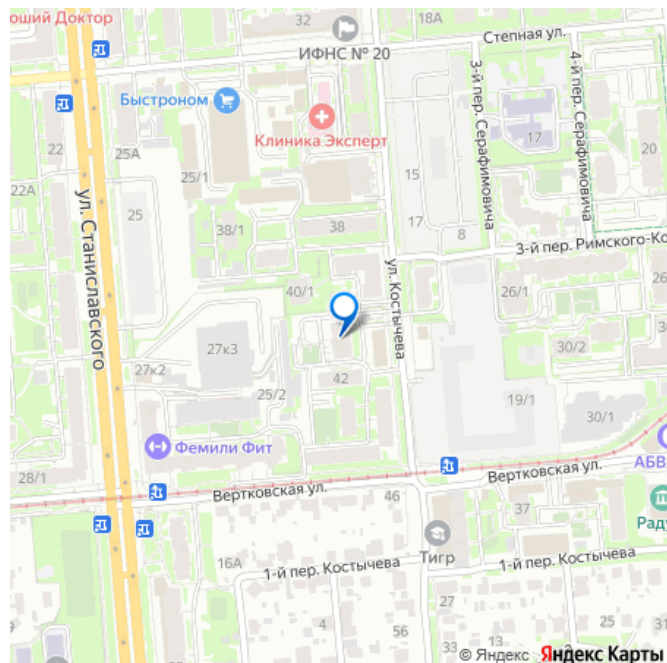 оший Доктор
32
18А
Степная ул.
ИФНС № 20
Быстроном
Клиника Эксперт
3-й пер. Серафимовича
4-й пер. Серафимовича
22
25А
22А
25/1
17
15
20
25
ул. Станиславского
38/1
38
17
8
3-й пер. Римского-Ко
ул. Костычева
40/1
26/1
27к3
27к2
30/2
25/2
42
19/1
30/1
Фемили Фит
28/1
АБВ
Вертковская ул.
Вертковская ул.
46
37
Раду
Тигр
16А
1-й пер. Костычева
1-й пер. Костычева
27
33
4
56
25
31
© Яндекс Яндекс Карты